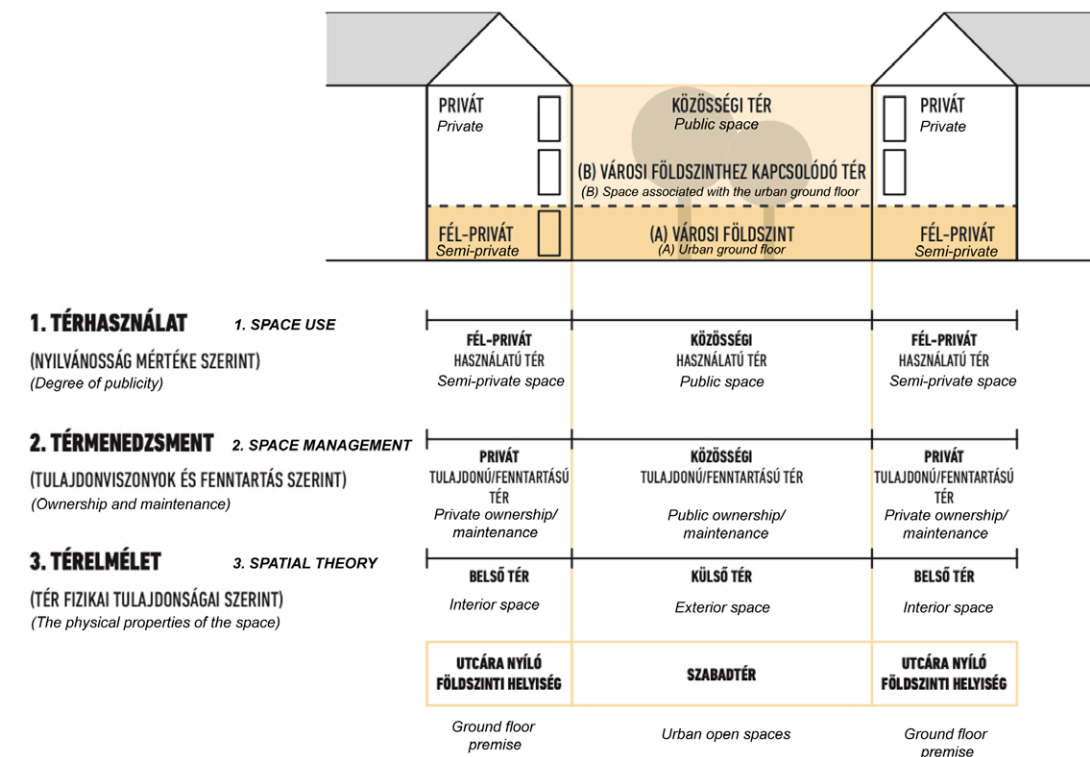 PRIVÁT
Private
KÖZÖSSÉGI TÉR
Public space
PRIVÁT
Private
(B) VÁROSI FÖLDSZINTHEZ KAPCSOLÓDÓ TÉR
(B) Space associated with the urban ground floor
FÉL-PRIVÁT
Semi-private
(A) VÁROSI FÖLDSZINT
(A) Urban ground floor
FÉL-PRIVÁT
Semi-private
1. TÉRHASZNÁLAT 1. SPACE USE
(NYILVÁNOSSÁG MÉRTÉKE SZERINT)
(Degree of publicity)
FÉL-PRIVÁT
HASZNÁLATÚ TÉR
Semi-private space
KÖZÖSSÉGI
HASZNÁLATÚ TÉR
Public space
FÉL-PRIVÁT
HASZNÁLATÚ TÉR
Semi-private space
2. TÉRMENEDZSMENT 2. SPACE MANAGEMENT
(TULAJDONVISZONYOK ÉS FENNTARTÁS SZERINT)
(Ownership and maintenance)
PRIVÁT
TULAJDONÚ/FENNTARTÁSÚ
TÉR
Private ownership/
maintenance
KÖZÖSSÉGI
TULAJDONÚ/FENNTARTÁSÚ TÉR
Public ownership/
maintenance
PRIVÁT
TULAJDONÚ/FENNTARTÁSÚ
TÉR
Private ownership/
maintenance
3. TÉRELMÉLET 3. SPATIAL THEORY
(TÉR FIZIKAI TULAJDONSÁGAI SZERINT)
(The physical properties of the space)
BELSŐ TÉR
Interior space
KÜLSŐ TÉR
Exterior space
BELSŐ TÉR
Interior space
UTCÁRA NYÍLÓ
FÖLDSZINTI HELYISÉG
SZABADTÉR
UTCÁRA NYÍLÓ
FÖLDSZINTI HELYISÉG
Ground floor
premise
Urban open spaces
Ground floor
premise